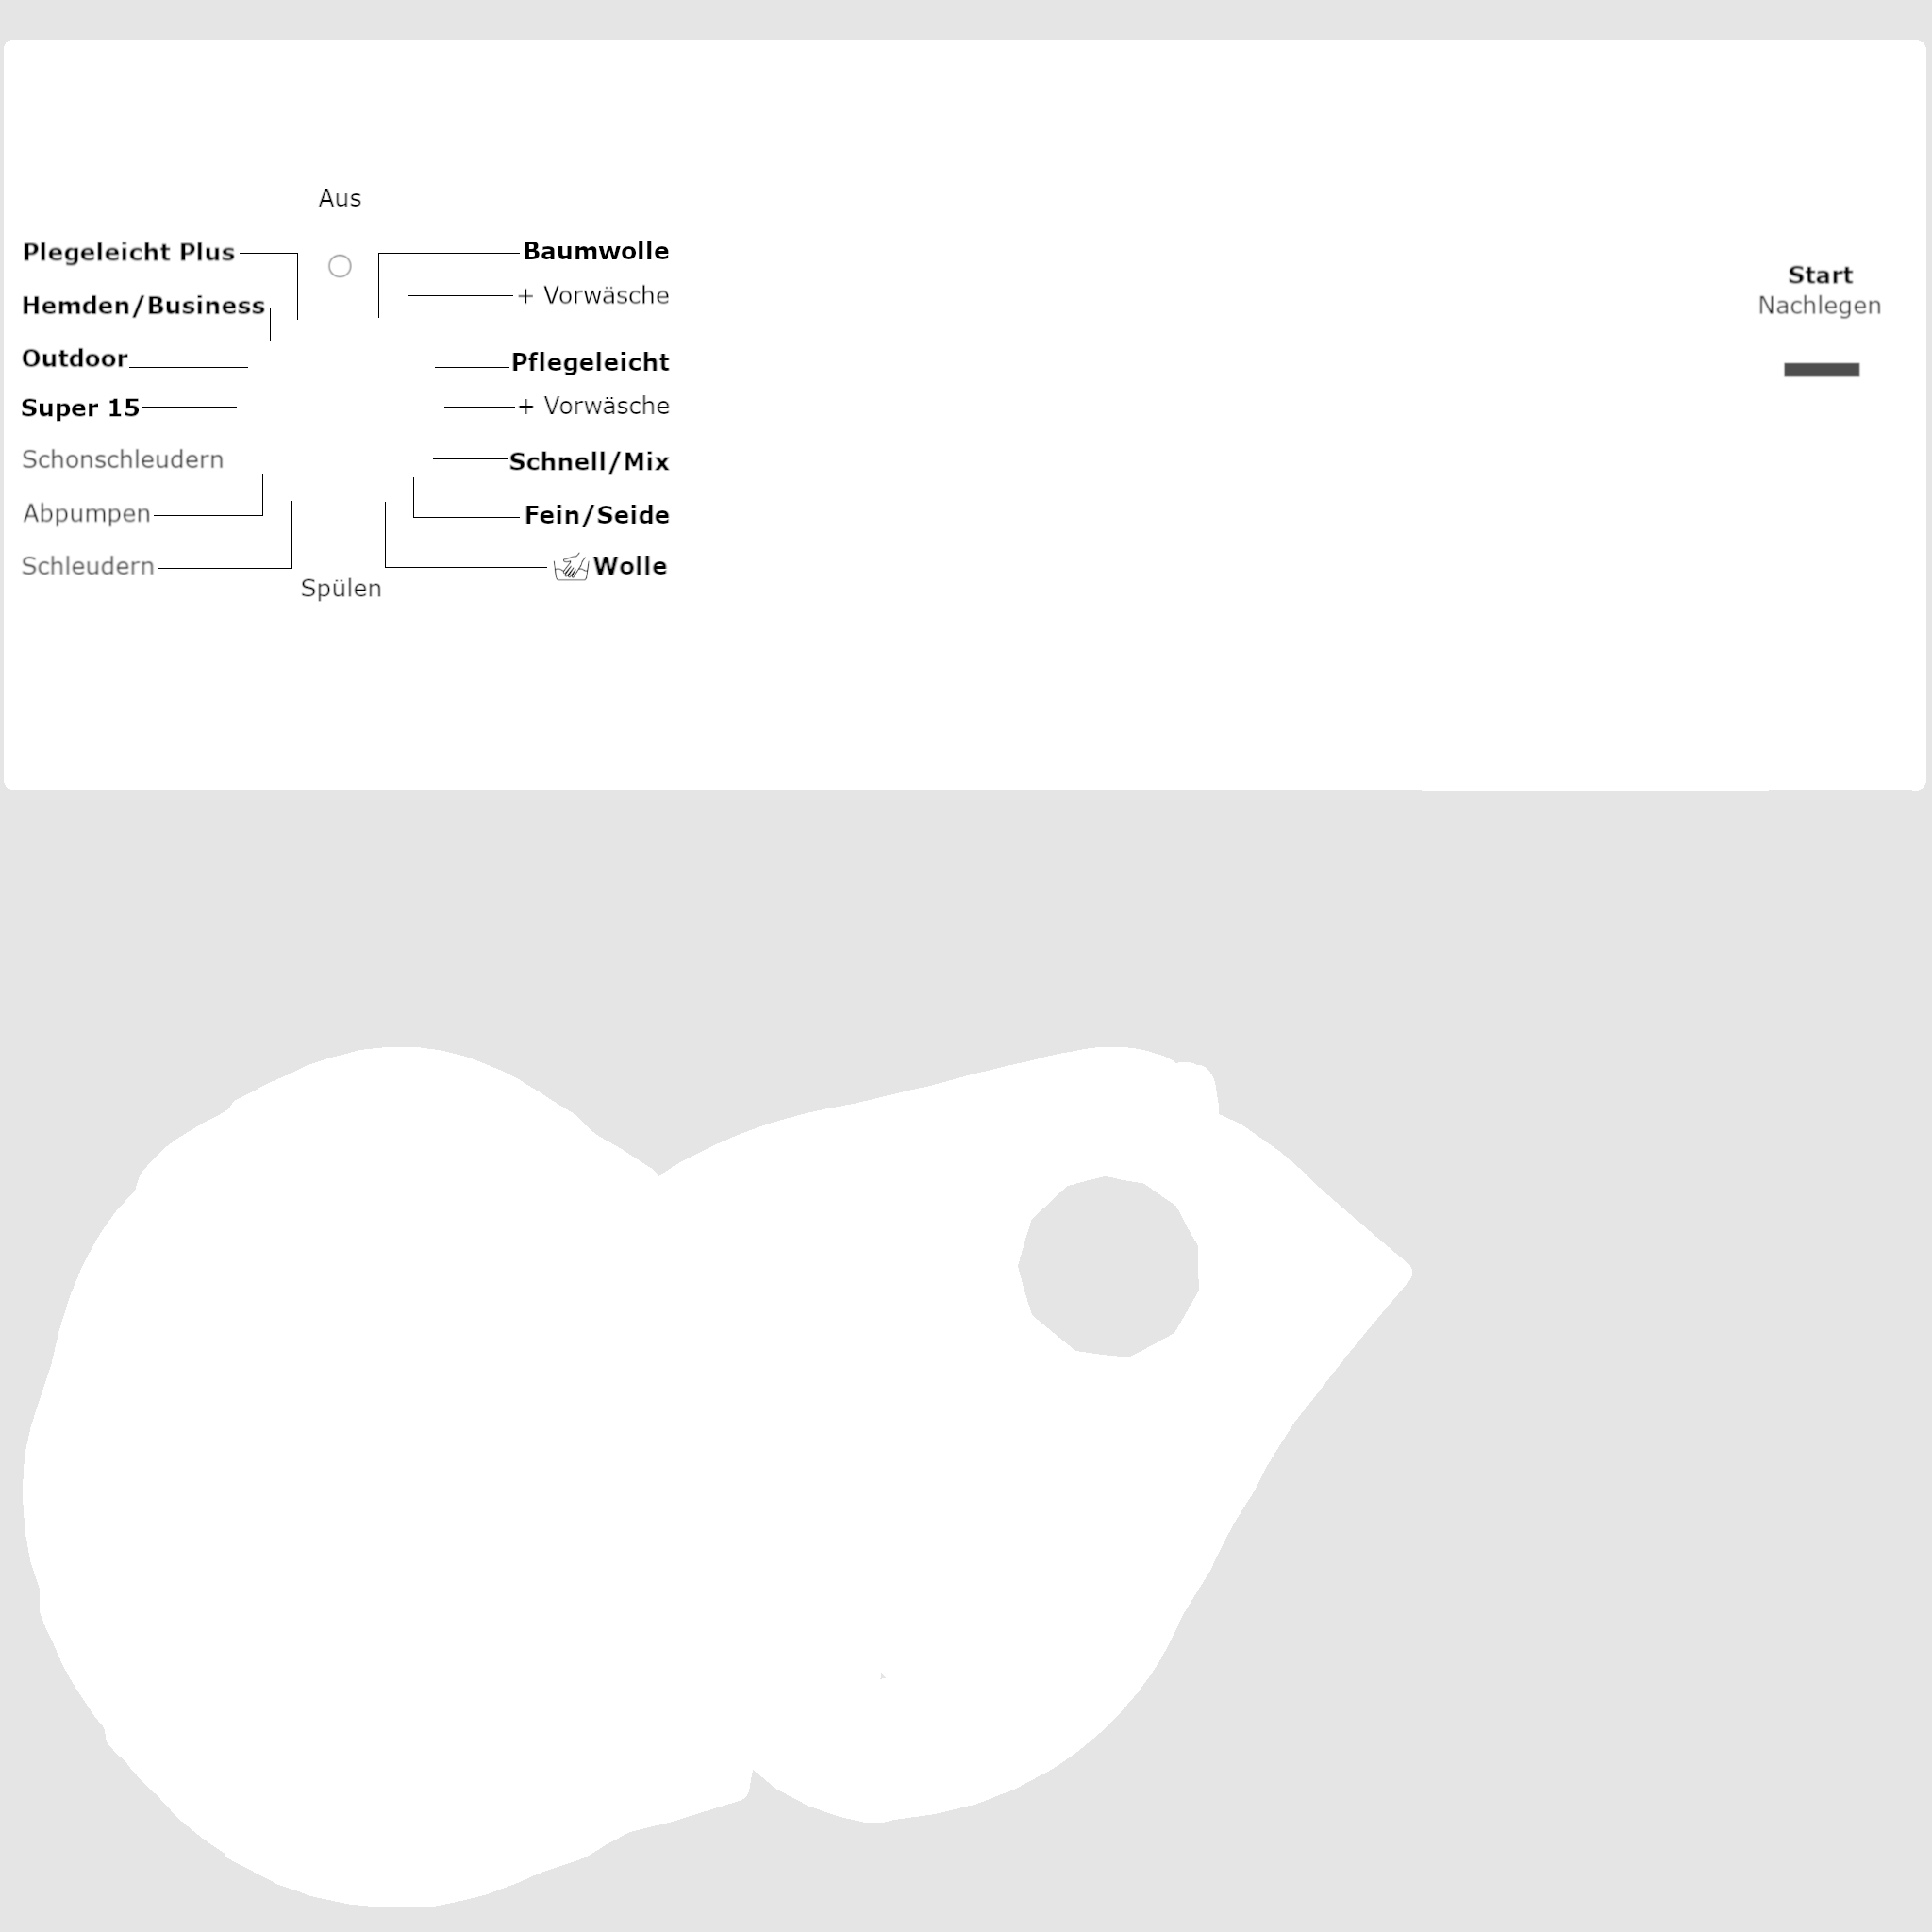 Aus
Plegeleicht Plus
Hemden/Business
Outdoor
Super 15
Schonschleudern
Abpumpen
Schleudern
Spülen
Baumwolle
+ Vorwäsche
Pflegeleicht
+ Vorwäsche
Schnell/Mix
Fein/Seide
Wolle
Start
Nachlegen